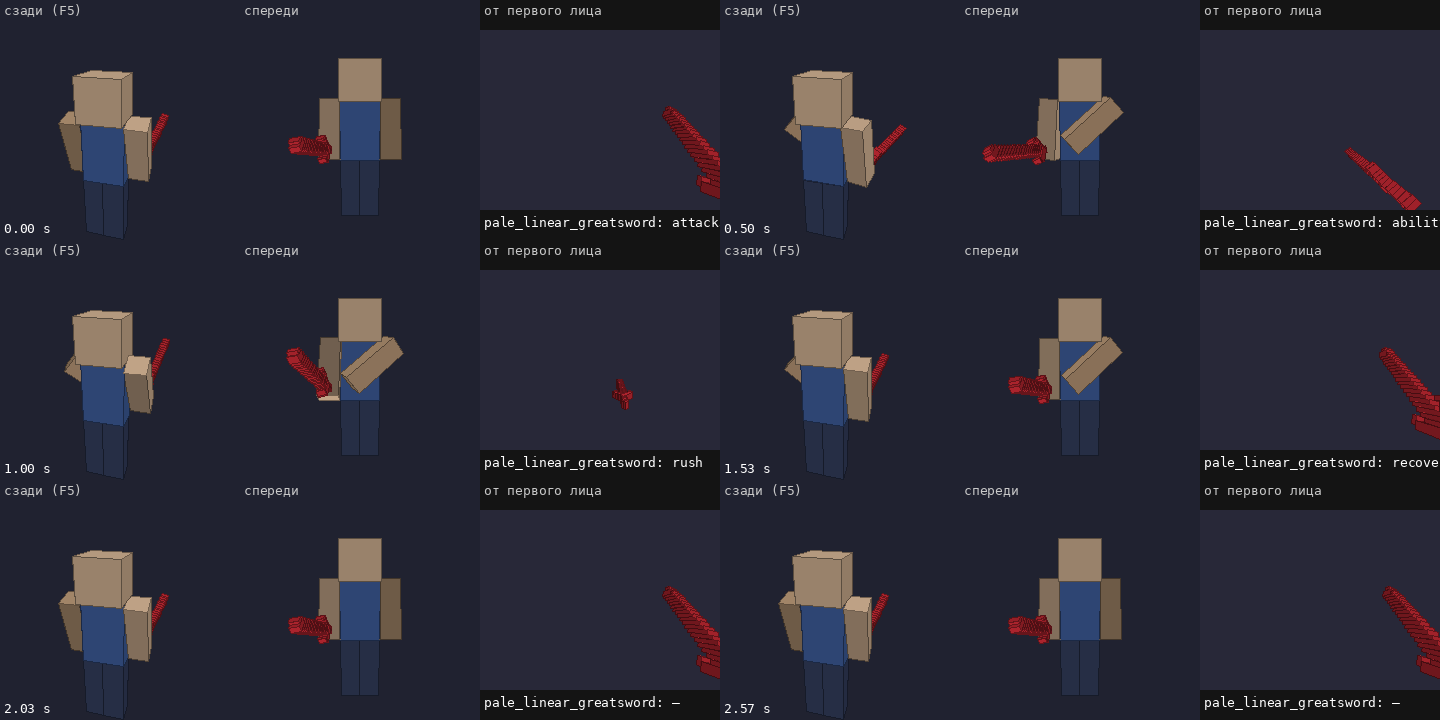 сзади (F5)
спереди
от первого лица
0.00 s
pale_linear_greatsword: attack
сзади (F5)
спереди
от первого лица
0.50 s
pale_linear_greatsword: abilit
сзади (F5)
спереди
от первого лица
1.00 s
pale_linear_greatsword: rush
сзади (F5)
спереди
от первого лица
1.53 s
pale_linear_greatsword: recove
сзади (F5)
спереди
от первого лица
2.03 s
pale_linear_greatsword: —
сзади (F5)
спереди
от первого лица
2.57 s
pale_linear_greatsword: —